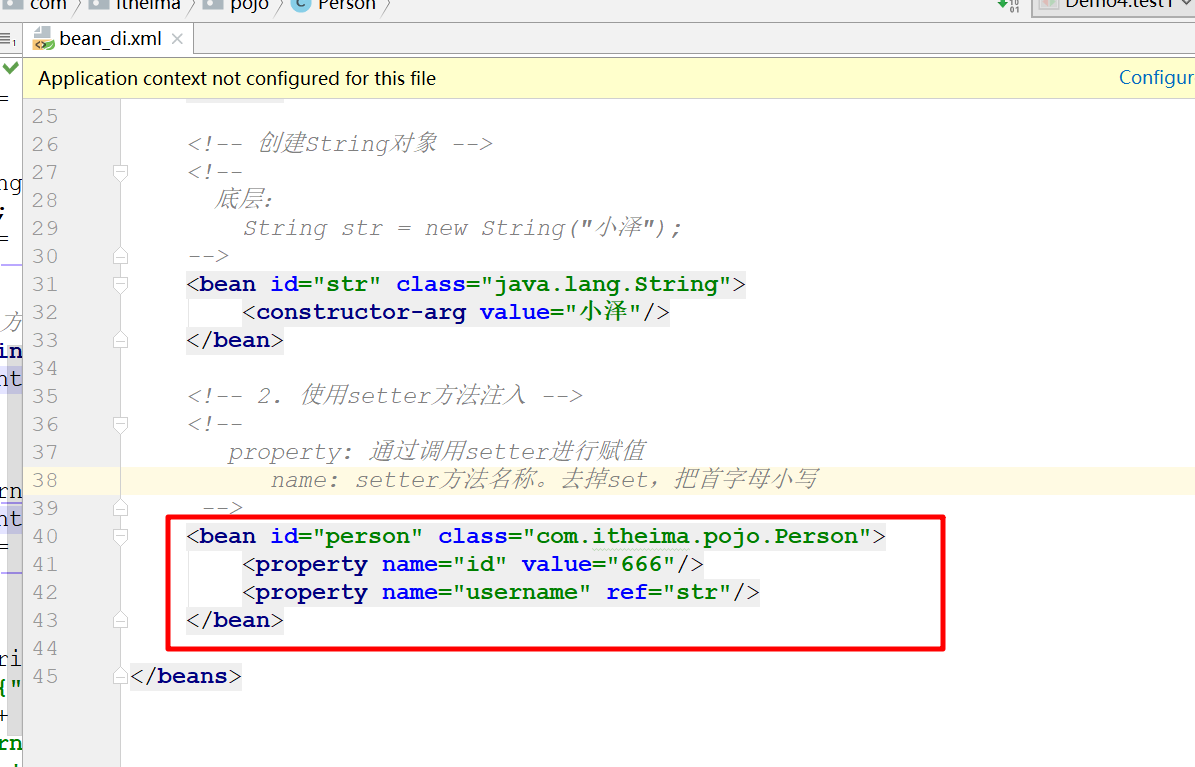 com itheima pojo C Person Demo4.test1
bean_di.xml
Application context not configured for this file Configur
25
26 <!-- 创建String对象 -->
27 <!--
28 底层:
29 String str = new String("小泽");
30 -->
31 <bean id="str" class="java.lang.String">
32 <constructor-arg value="小泽"/>
33 </bean>
34
35 <!-- 2. 使用setter方法注入 -->
36 <!--
37 property: 通过调用setter进行赋值
38 name: setter方法名称。去掉set，把首字母小写
39 -->
40 <bean id="person" class="com.itheima.pojo.Person">
41 <property name="id" value="666"/>
42 <property name="username" ref="str"/>
43 </bean>
44
45 </beans>